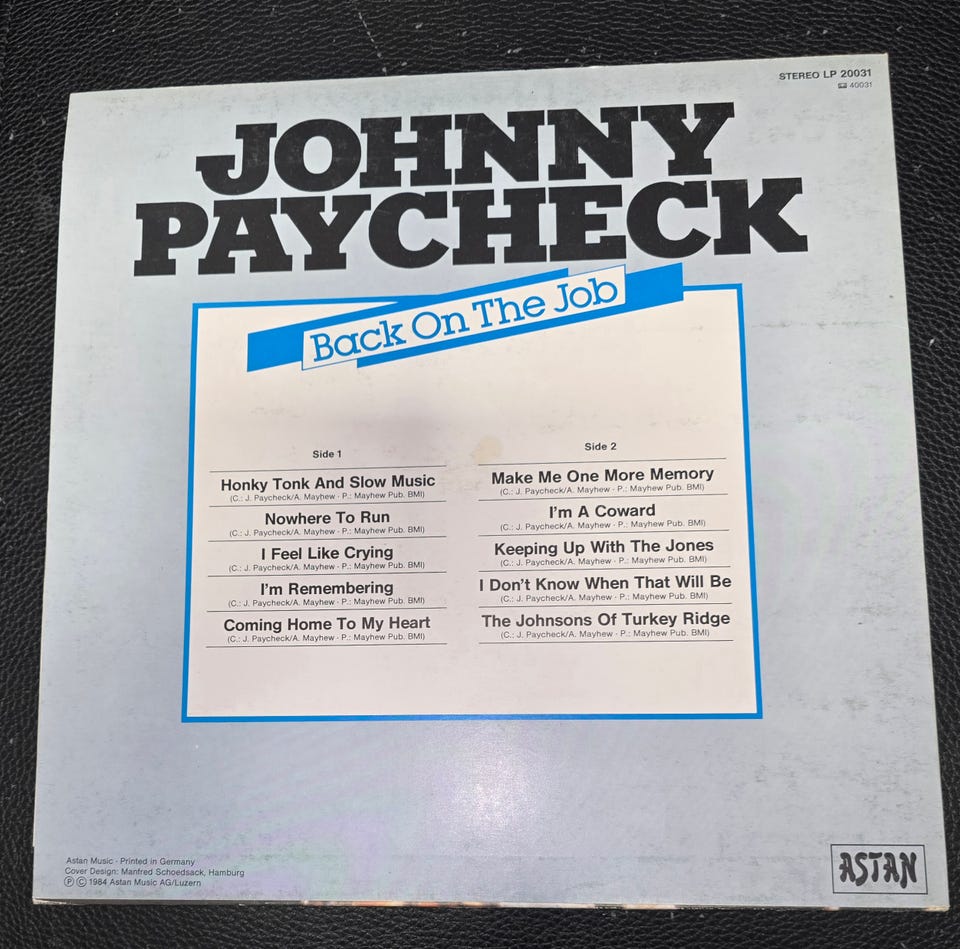 STEREO LP 20031
40031
JOHNNY
PAYCHECK
Back On The Job
Side 1
Honky Tonk And Slow Music
(C.: J. Paycheck/A. Mayhew · P.: Mayhew Pub. BMI)
Nowhere To Run
(C.: J. Paycheck/A. Mayhew · P.: Mayhew Pub. BMI)
I Feel Like Crying
(C.: J. Paycheck/A. Mayhew · P.: Mayhew Pub. BMI)
I'm Remembering
(C.: J. Paycheck/A. Mayhew · P.: Mayhew Pub. BMI)
Coming Home To My Heart
(C.: J. Paycheck/A. Mayhew · P.: Mayhew Pub. BMI)
Side 2
Make Me One More Memory
(C.: J. Paycheck/A. Mayhew · P.: Mayhew Pub. BMI)
I'm A Coward
(C.: J. Paycheck/A. Mayhew · P.: Mayhew Pub. BMI)
Keeping Up With The Jones
(C.: J. Paycheck/A. Mayhew · P.: Mayhew Pub. BMI)
I Don't Know When That Will Be
(C.: J. Paycheck/A. Mayhew · P.: Mayhew Pub. BMI)
The Johnsons Of Turkey Ridge
(C.: J. Paycheck/A. Mayhew · P.: Mayhew Pub. BMI)
Astan Music · Printed in Germany
Cover Design: Manfred Schoedsack, Hamburg
Ⓟ Ⓒ 1984 Astan Music AG/Luzern
ASTAN